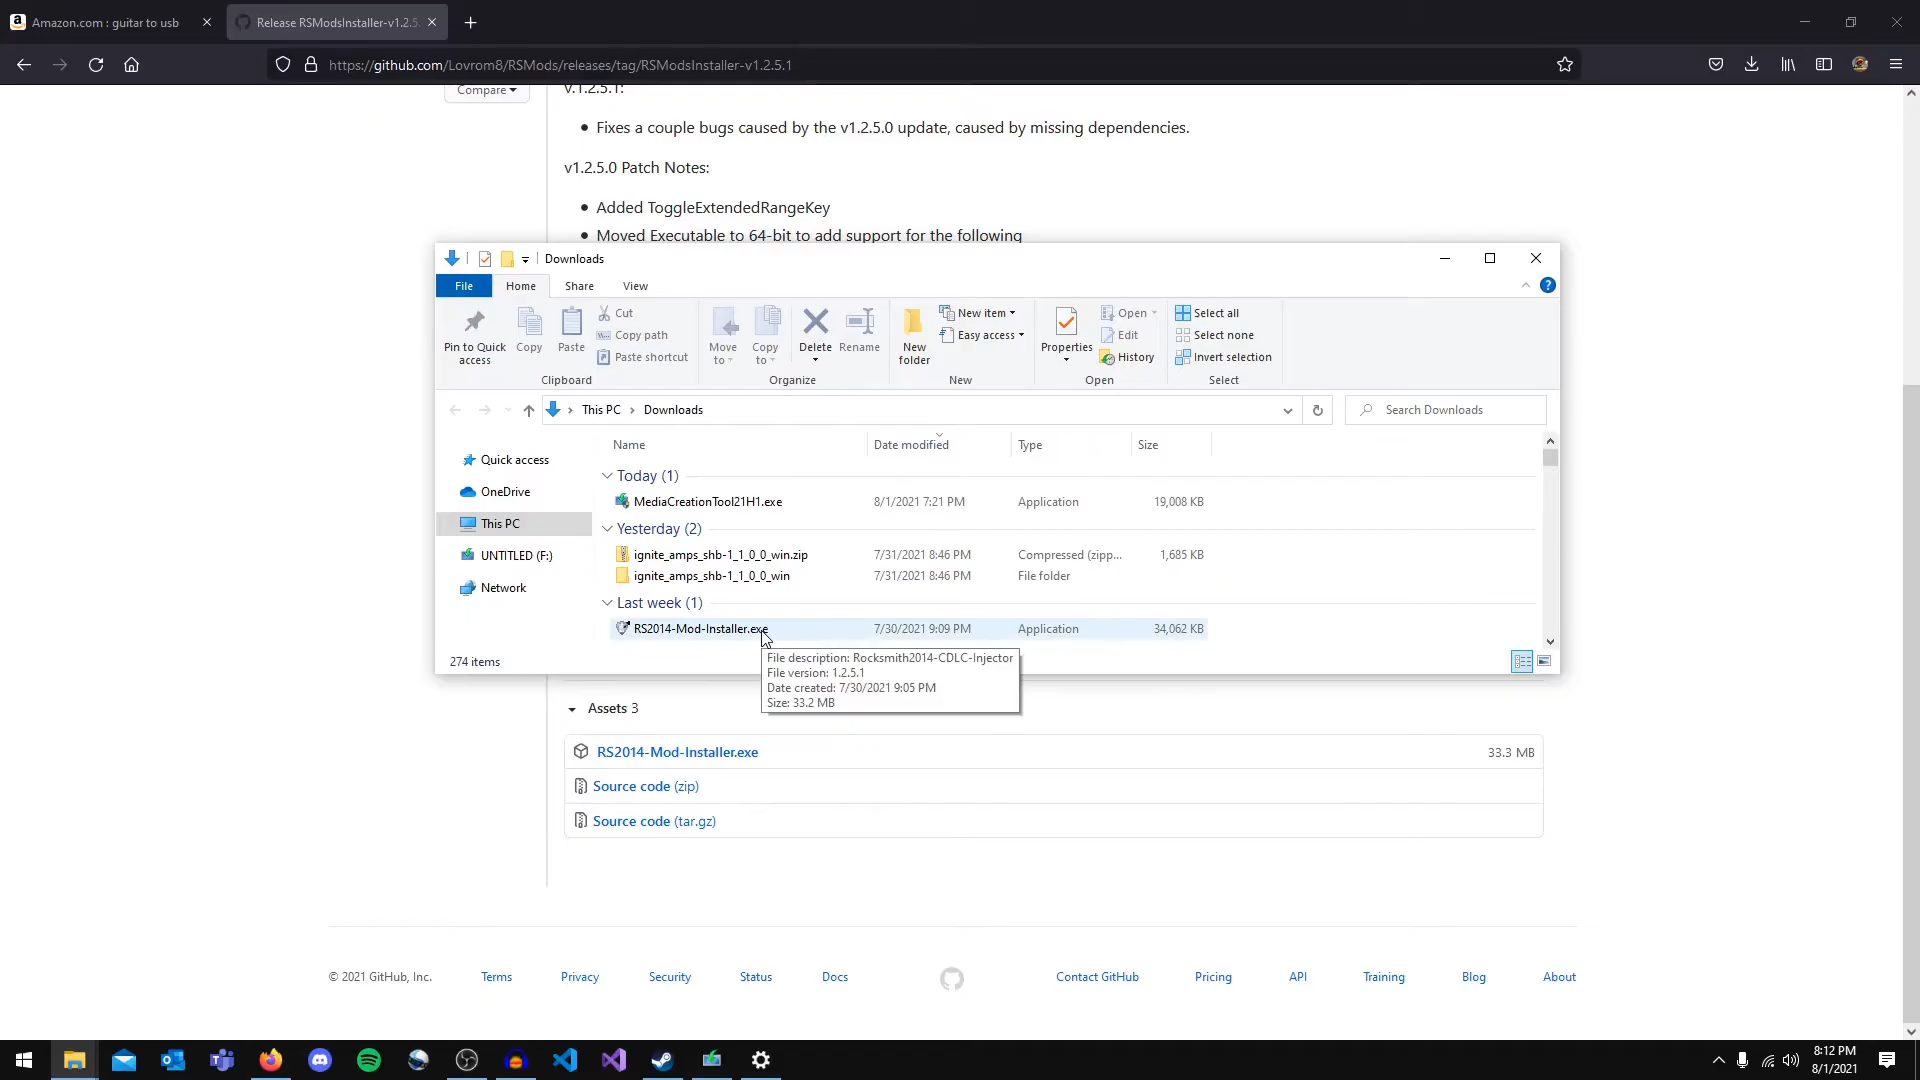 Amazon.com : guitar to usb
Release RSModsInstaller-v1.2.5.
https://github.com/Lovrom8/RSMods/releases/tag/RSModsInstaller-v1.2.5.1
Compare
v.1.2.5.1:
Fixes a couple bugs caused by the v1.2.5.0 update, caused by missing dependencies.
v1.2.5.0 Patch Notes:
Added ToggleExtendedRangeKey
Moved Executable to 64-bit to add support for the following
Downloads
File Home Share View
Pin to Quick access
Copy
Paste
Cut
Copy path
Paste shortcut
Clipboard
Move to
Copy to
Delete
Rename
Organize
New folder
New item
Easy access
New
Properties
Open
Edit
History
Open
Select all
Select none
Invert selection
Select
This PC > Downloads
Search Downloads
Quick access
OneDrive
This PC
UNTITLED (F:)
Network
Name Date modified Type Size
Today (1)
MediaCreationTool21H1.exe 8/1/2021 7:21 PM Application 19,008 KB
Yesterday (2)
ignite_amps_shb-1_1_0_0_win.zip 7/31/2021 8:46 PM Compressed (zipp... 1,685 KB
ignite_amps_shb-1_1_0_0_win 7/31/2021 8:46 PM File folder
Last week (1)
RS2014-Mod-Installer.exe 7/30/2021 9:09 PM Application 34,062 KB
274 items
File description: Rocksmith2014-CDLC-Injector
File version: 1.2.5.1
Date created: 7/30/2021 9:05 PM
Size: 33.2 MB
Assets 3
RS2014-Mod-Installer.exe 33.3 MB
Source code (zip)
Source code (tar.gz)
© 2021 GitHub, Inc. Terms Privacy Security Status Docs Contact GitHub Pricing API Training Blog About
8:12 PM
8/1/2021